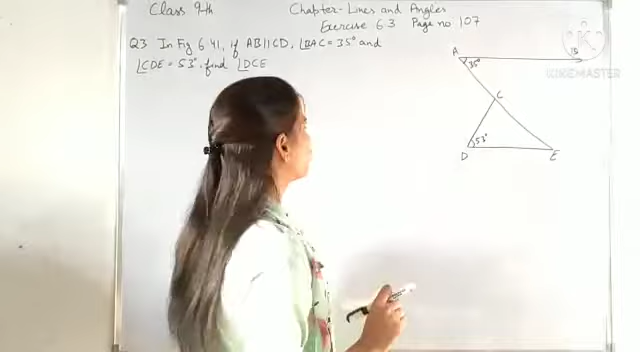 Class 9th Chapter-Lines and Angles
Exercise 6.3 Page no 107
Q3 In Fig 6.41, if AB||CD, ∠BAC = 35° and
∠CDE = 53°, find ∠DCE
A B
35°
KINEMASTER
C
53°
D E